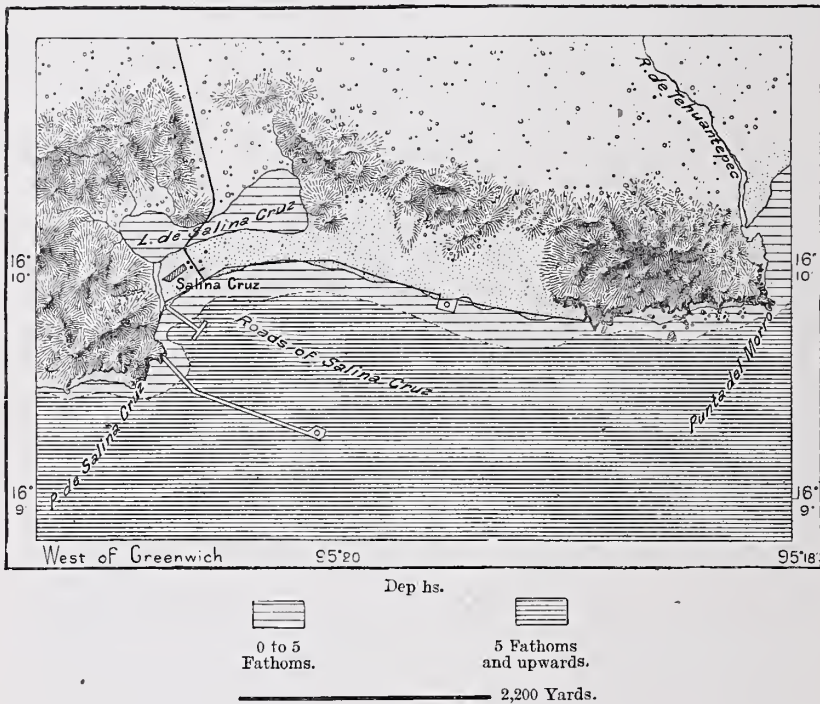 R. de Tehuantepec
L. de Salina Cruz
16°
10'
16°
10'
Salina Cruz
Roads of Salina Cruz
P. de Salina Cruz
Punta del Morro
16°
9'
16°
9'
West of Greenwich
95°20
95°18'
Dep hs.
0 to 5
Fathoms.
5 Fathoms
and upwards.
2,200 Yards.